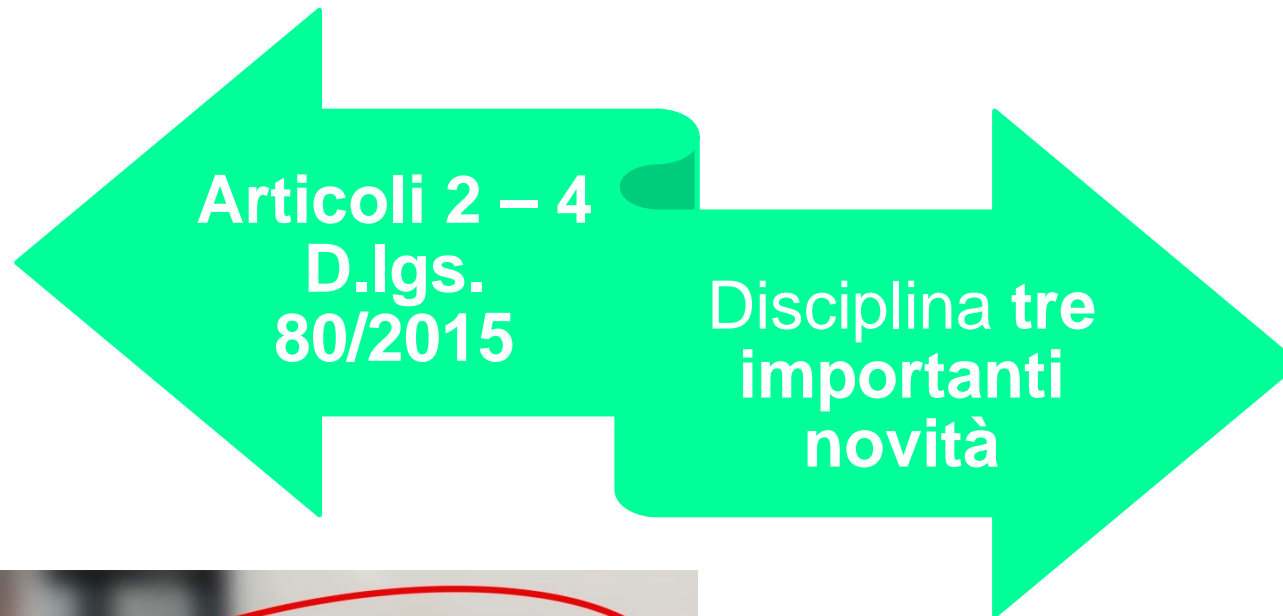 Articoli 2 – 4
D.lgs.
80/2015
Disciplina tre
importanti
novità